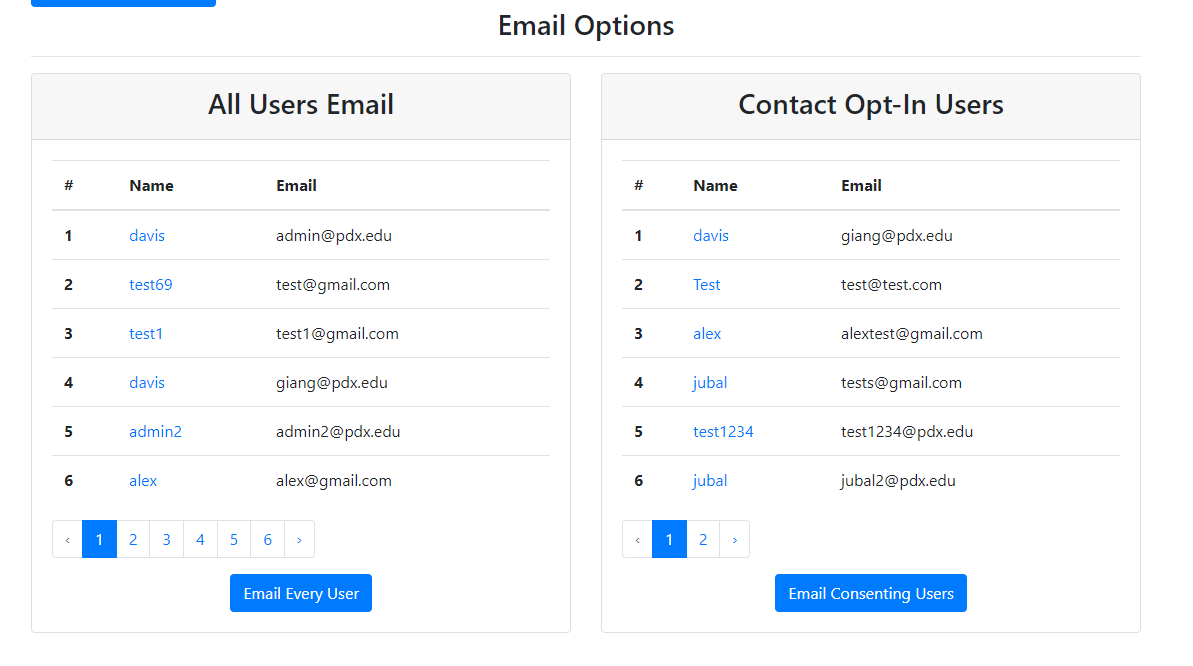 Email Options
All Users Email
# Name Email
1 davis admin@pdx.edu
2 test69 test@gmail.com
3 test1 test1@gmail.com
4 davis giang@pdx.edu
5 admin2 admin2@pdx.edu
6 alex alex@gmail.com
‹ 1 2 3 4 5 6 ›
Email Every User
Contact Opt-In Users
# Name Email
1 davis giang@pdx.edu
2 Test test@test.com
3 alex alextest@gmail.com
4 jubal tests@gmail.com
5 test1234 test1234@pdx.edu
6 jubal jubal2@pdx.edu
‹ 1 2 ›
Email Consenting Users